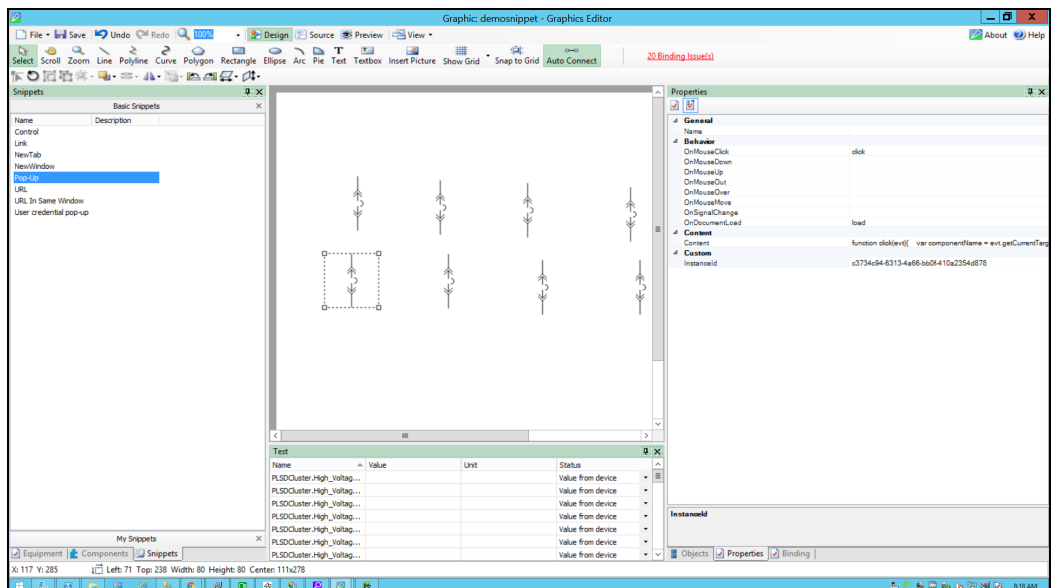 Graphic: demosnippet - Graphics Editor
File Save Undo Redo 100% Design Source Preview View About Help
Select Scroll Zoom Line Polyline Curve Polygon Rectangle Ellipse Arc Pie Text Textbox Insert Picture Show Grid Snap to Grid Auto Connect 20 Binding Issue(s)
Snippets
Basic Snippets
Name Description
Control
Link
NewTab
NewWindow
Pop-Up
URL
URL In Same Window
User credential pop-up
My Snippets
Equipment Components Snippets
Test
Name Value Unit Status
PLSDCluster.High_Voltag... Value from device
PLSDCluster.High_Voltag... Value from device
PLSDCluster.High_Voltag... Value from device
PLSDCluster.High_Voltag... Value from device
PLSDCluster.High_Voltag... Value from device
PLSDCluster.High_Voltag... Value from device
PLSDCluster.High_Voltag... Value from device
Properties
General
Name
Behavior
OnMouseClick click
OnMouseDown
OnMouseUp
OnMouseOut
OnMouseOver
OnMouseMove
OnSignalChange
OnDocumentLoad load
Content
Content function click(evt){ var componentName = evt.getCurrentTarg
Custom
InstanceId c3734c94-6313-4a66-bb0f-410a2354d878
InstanceId
Objects Properties Binding
X: 117 Y: 285 Left: 71 Top: 238 Width: 80 Height: 80 Center: 111x278
8:18 AM